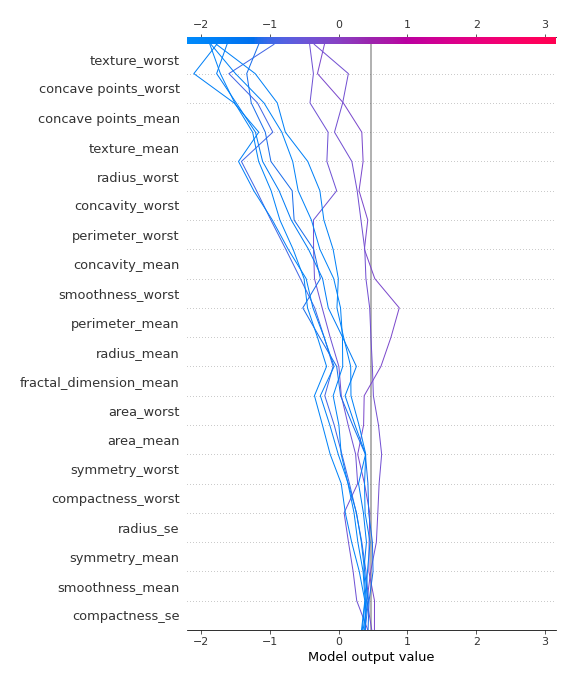 −2 −1 0 1 2 3
texture_worst
concave points_worst
concave points_mean
texture_mean
radius_worst
concavity_worst
perimeter_worst
concavity_mean
smoothness_worst
perimeter_mean
radius_mean
fractal_dimension_mean
area_worst
area_mean
symmetry_worst
compactness_worst
radius_se
symmetry_mean
smoothness_mean
compactness_se
−2 −1 0 1 2 3
Model output value